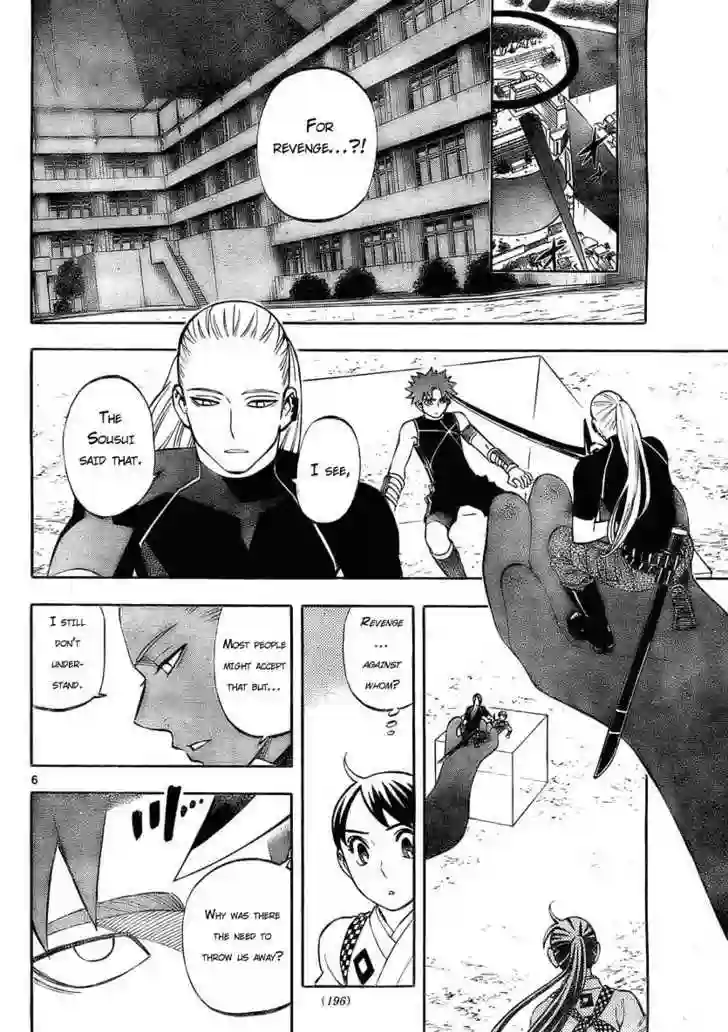 FOR
REVENGE...?!
I SEE,
THE
SOUSUI
SAID THAT.
REVENGE
...
AGAINST
WHOM?
MOST PEOPLE
MIGHT ACCEPT
THAT BUT...
I STILL
DON'T
UNDER-
STAND.
6
WHY WAS THERE
THE NEED TO
THROW US AWAY?
(196)